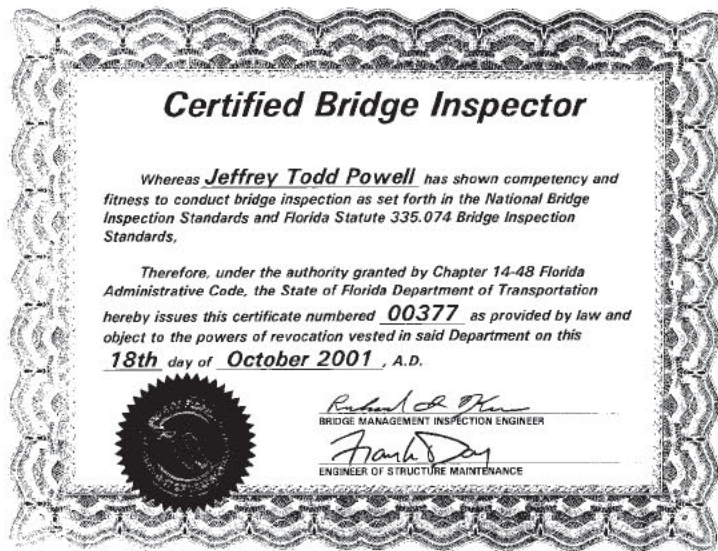 Certified Bridge Inspector
Whereas Jeffrey Todd Powell has shown competency and
fitness to conduct bridge inspection as set forth in the National Bridge
Inspection Standards and Florida Statute 335.074 Bridge Inspection
Standards,
Therefore, under the authority granted by Chapter 14-48 Florida
Administrative Code, the State of Florida Department of Transportation
hereby issues this certificate numbered 00377 as provided by law and
object to the powers of revocation vested in said Department on this
18th day of October 2001 , A.D.
BRIDGE MANAGEMENT INSPECTION ENGINEER
Frank Day
ENGINEER OF STRUCTURE MAINTENANCE